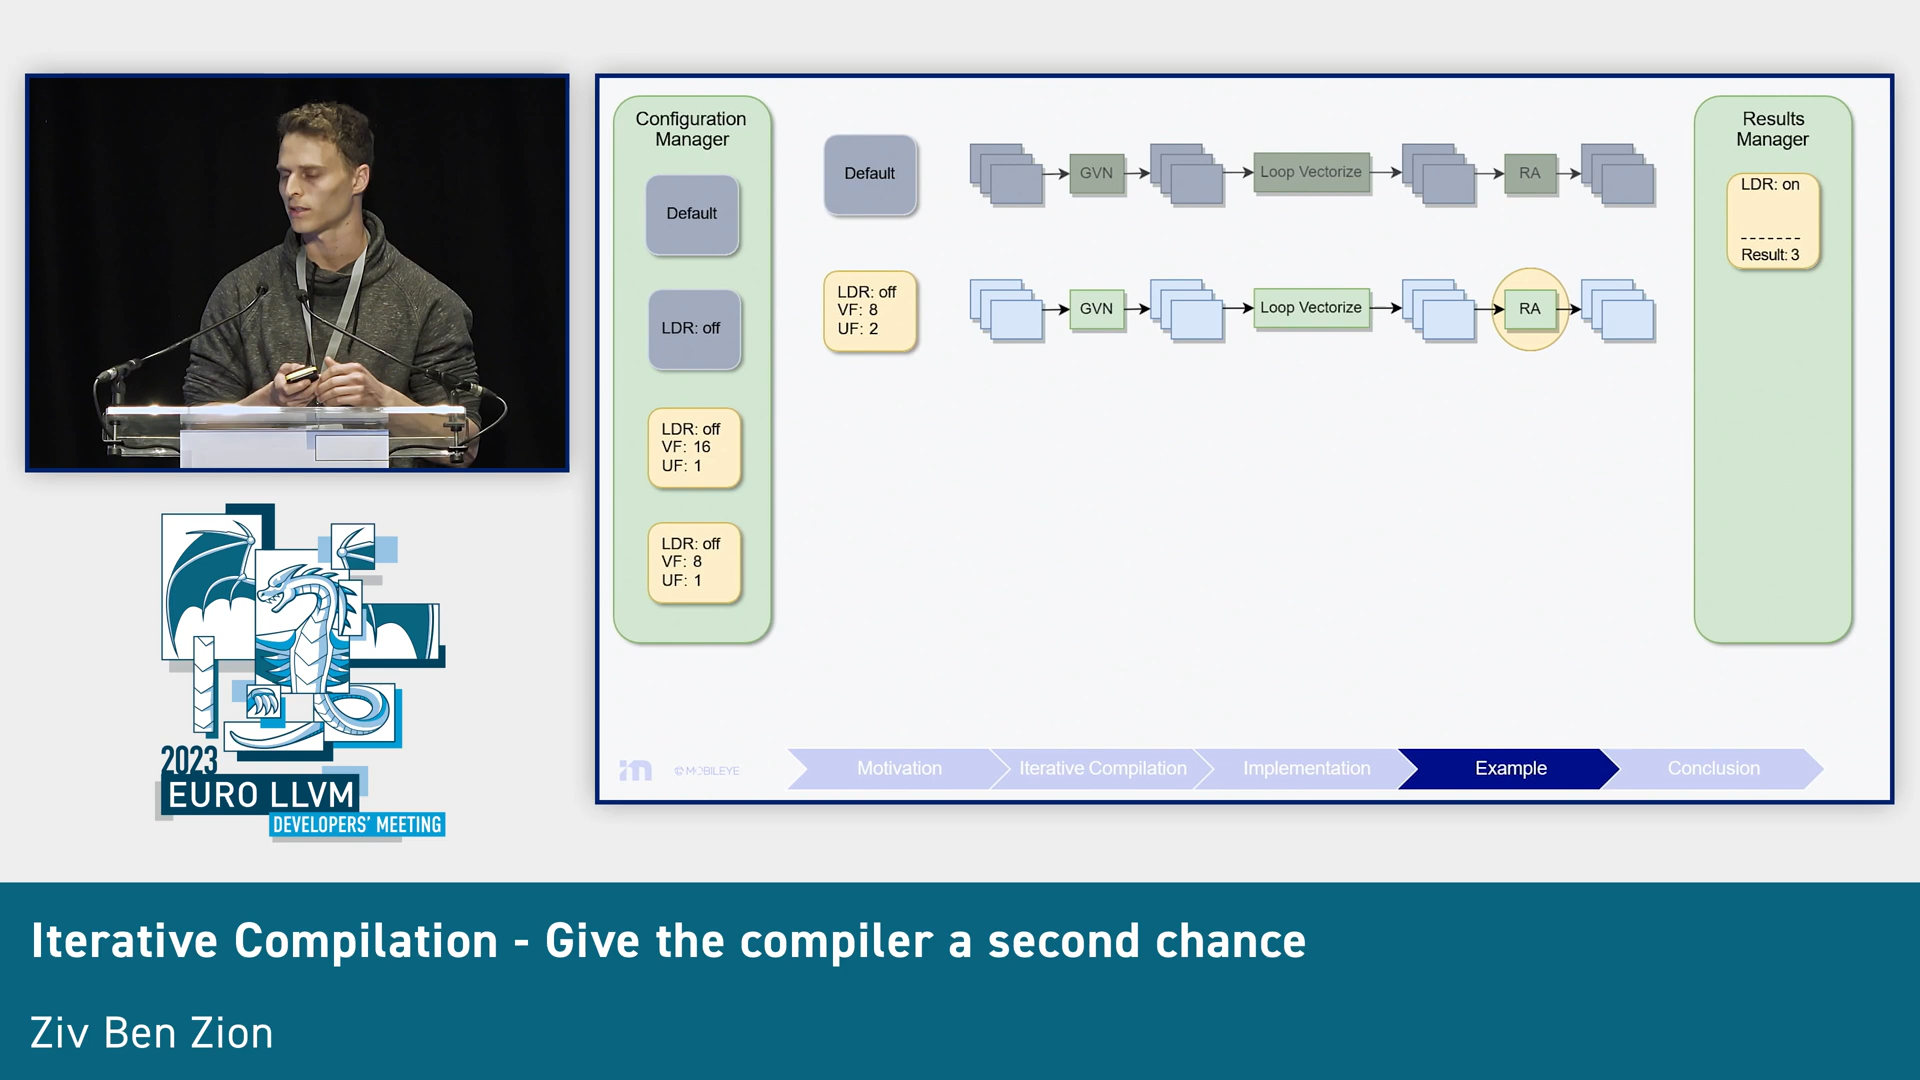 Configuration
Manager
Default
LDR: off
LDR: off
VF: 16
UF: 1
LDR: off
VF: 8
UF: 1
Default
GVN
Loop Vectorize
RA
LDR: off
VF: 8
UF: 2
GVN
Loop Vectorize
RA
Results
Manager
LDR: on
-------
Result: 3
© MOBILEYE
Motivation
Iterative Compilation
Implementation
Example
Conclusion
2023
EURO LLVM
DEVELOPERS' MEETING
Iterative Compilation - Give the compiler a second chance
Ziv Ben Zion